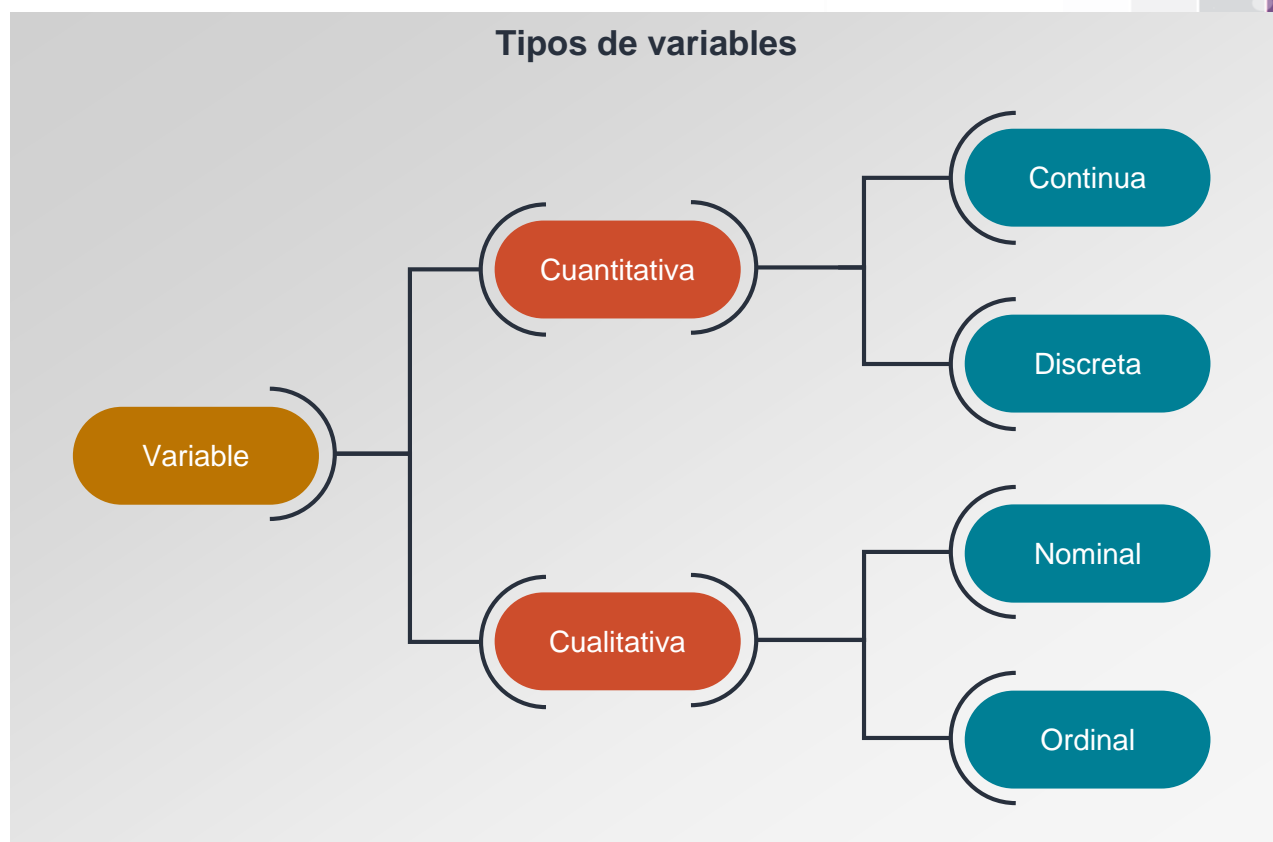 Tipos de variables
Variable
Cuantitativa
Continua
Discreta
Cualitativa
Nominal
Ordinal